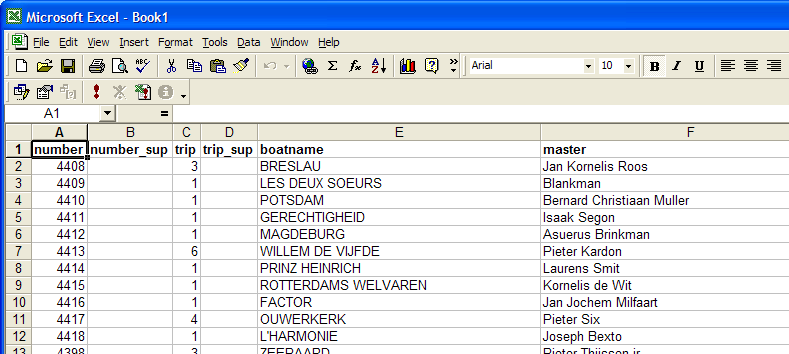 Microsoft Excel - Book1
File Edit View Insert Format Tools Data Window Help
ABC Σ fx A Z Arial 10 B I U
A1 =
A B C D E F
1 number number_sup trip trip_sup boatname master
2 4408 3 BRESLAU Jan Kornelis Roos
3 4409 1 LES DEUX SOEURS Blankman
4 4410 1 POTSDAM Bernard Christiaan Muller
5 4411 1 GERECHTIGHEID Isaak Segon
6 4412 1 MAGDEBURG Asuerus Brinkman
7 4413 6 WILLEM DE VIJFDE Pieter Kardon
8 4414 1 PRINZ HEINRICH Laurens Smit
9 4415 1 ROTTERDAMS WELVAREN Kornelis de Wit
10 4416 1 FACTOR Jan Jochem Milfaart
11 4417 4 OUWERKERK Pieter Six
12 4418 1 L'HARMONIE Joseph Bexto
13 4398 3 ZEERAARD Pieter Thijssen jr